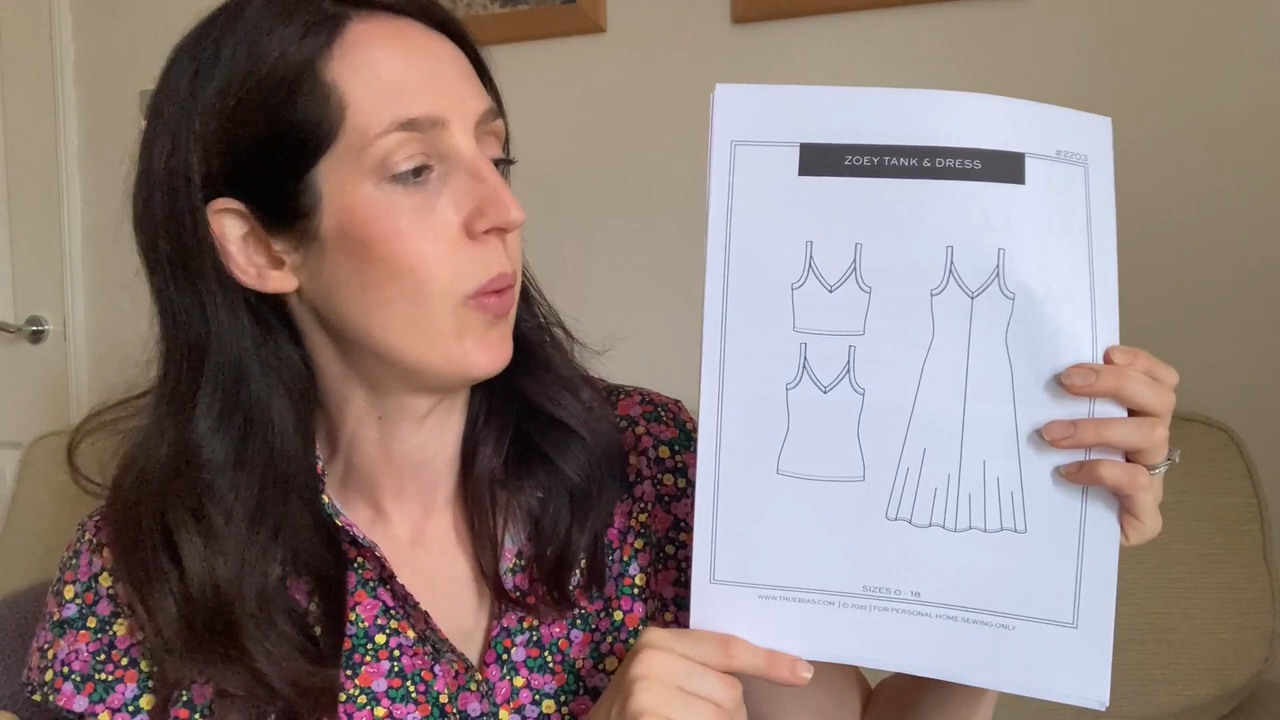 #2203
ZOEY TANK & DRESS
SIZES 0 - 18
WWW.TRUEBIAS.COM | © 2022 | FOR PERSONAL HOME SEWING ONLY